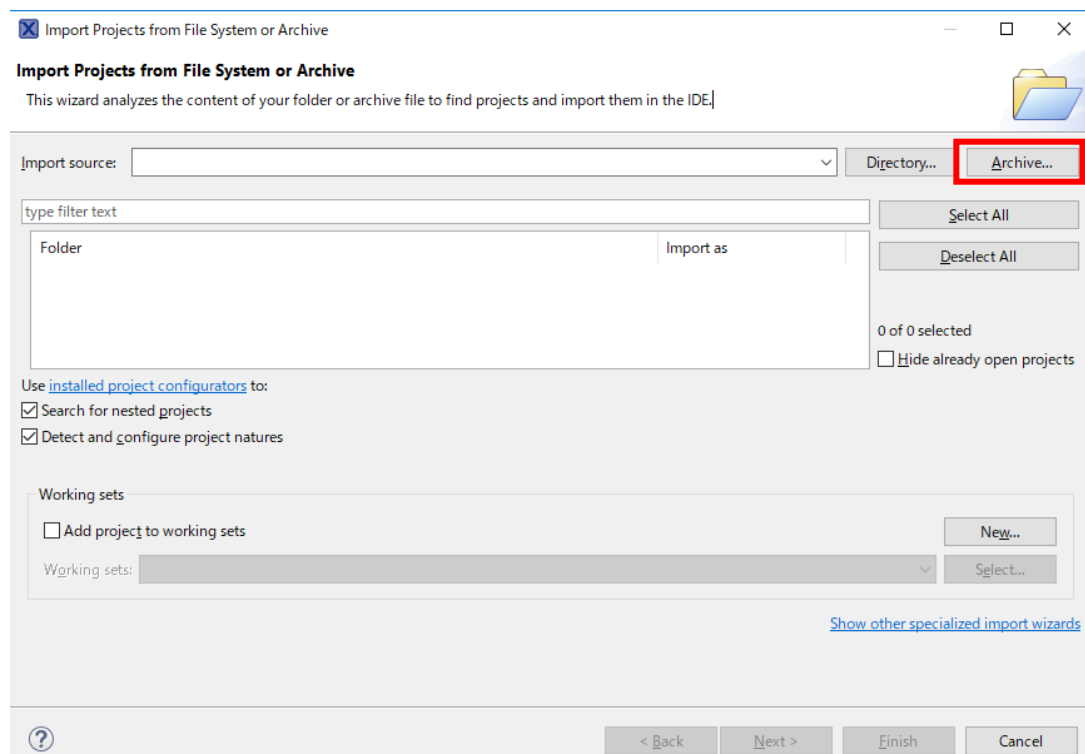 Import Projects from File System or Archive
Import Projects from File System or Archive
This wizard analyzes the content of your folder or archive file to find projects and import them in the IDE.
Import source: Directory... Archive...
type filter text Select All
Folder Import as
Deselect All
0 of 0 selected
Hide already open projects
Use installed project configurators to:
Search for nested projects
Detect and configure project natures
Working sets
Add project to working sets New...
Working sets: Select...
Show other specialized import wizards
? < Back Next > Finish Cancel